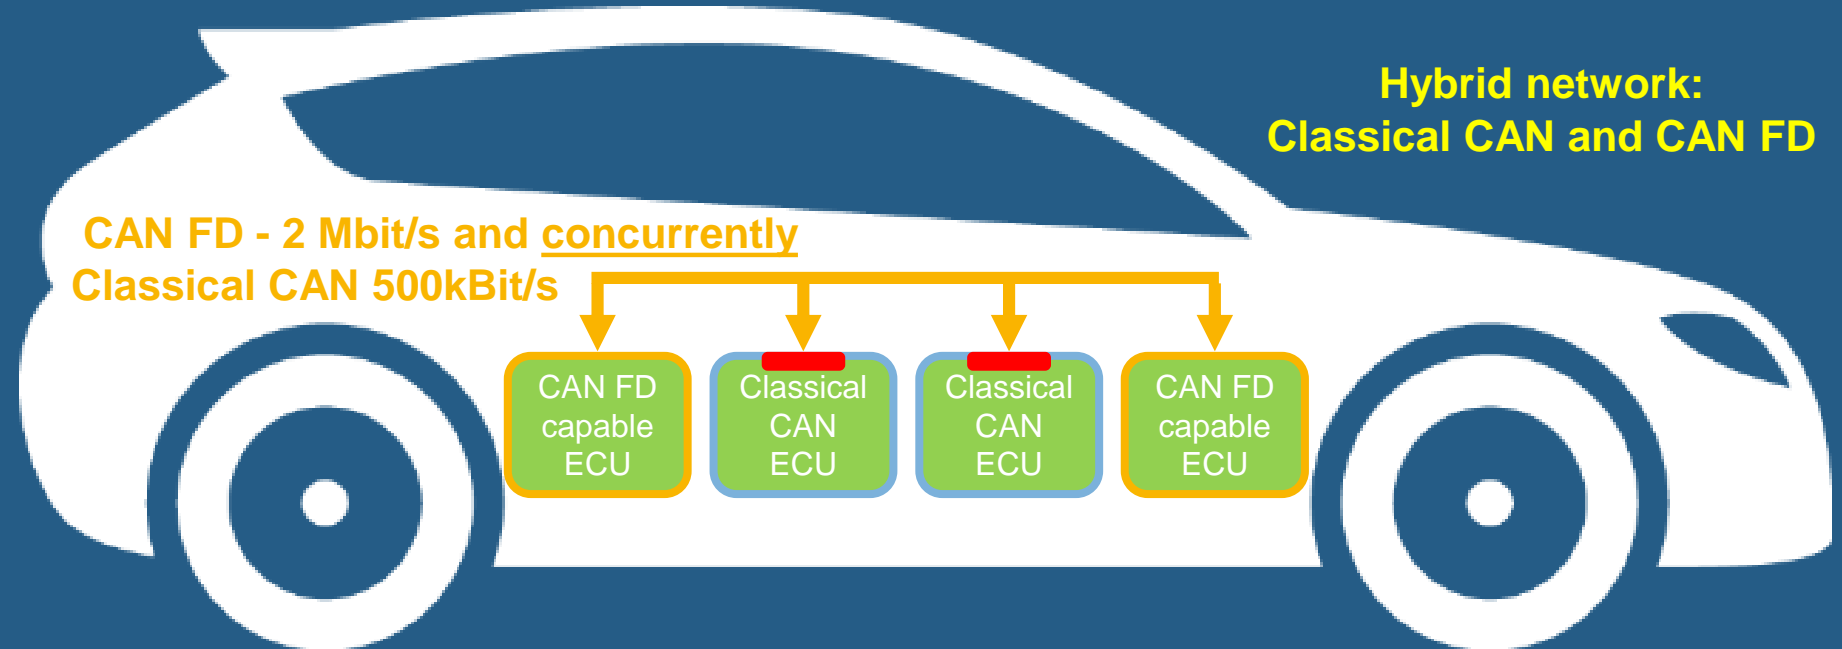 Hybrid network:
Classical CAN and CAN FD
CAN FD - 2 Mbit/s and concurrently
Classical CAN 500kBit/s
CAN FD
capable
ECU
Classical
CAN
ECU
Classical
CAN
ECU
CAN FD
capable
ECU